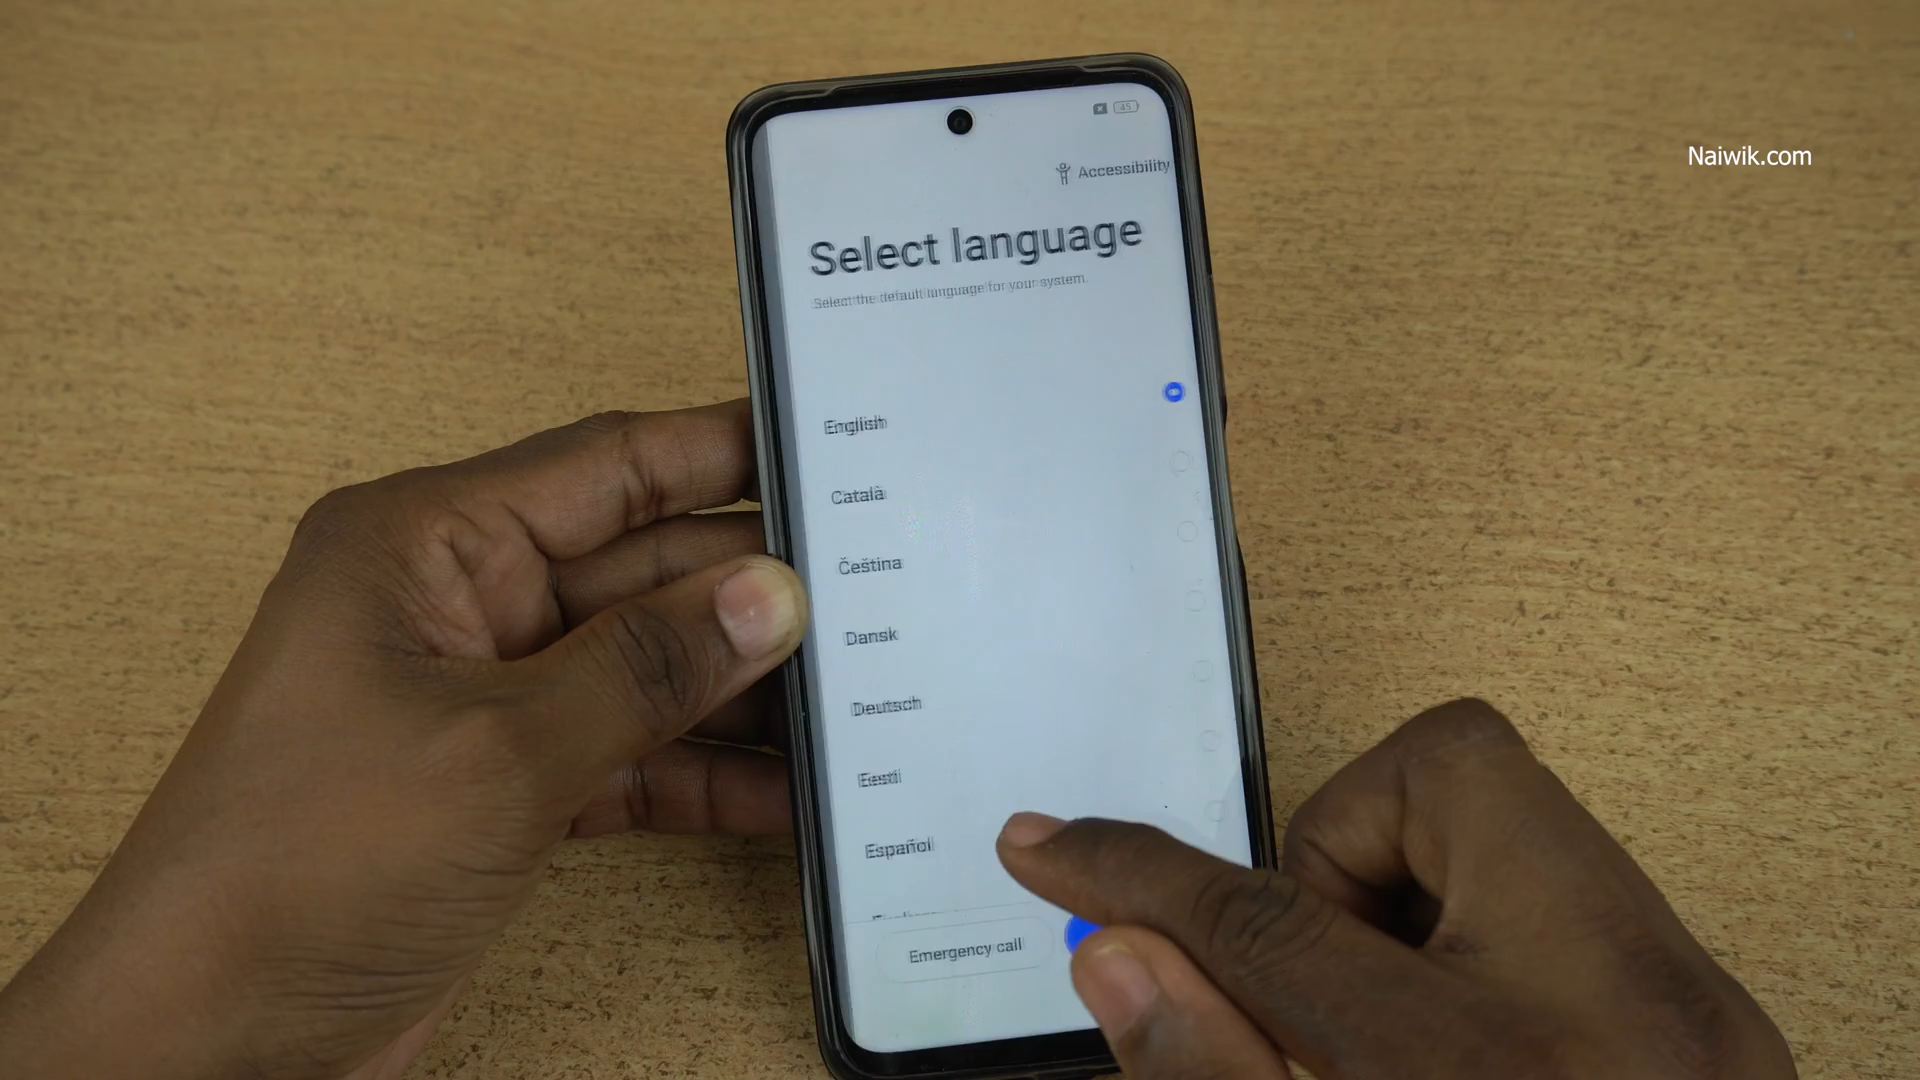 45
Naiwik.com
Accessibility
Select language
Select the default language for your system.
English
Català
Čeština
Dansk
Deutsch
Eesti
Español
Emergency call